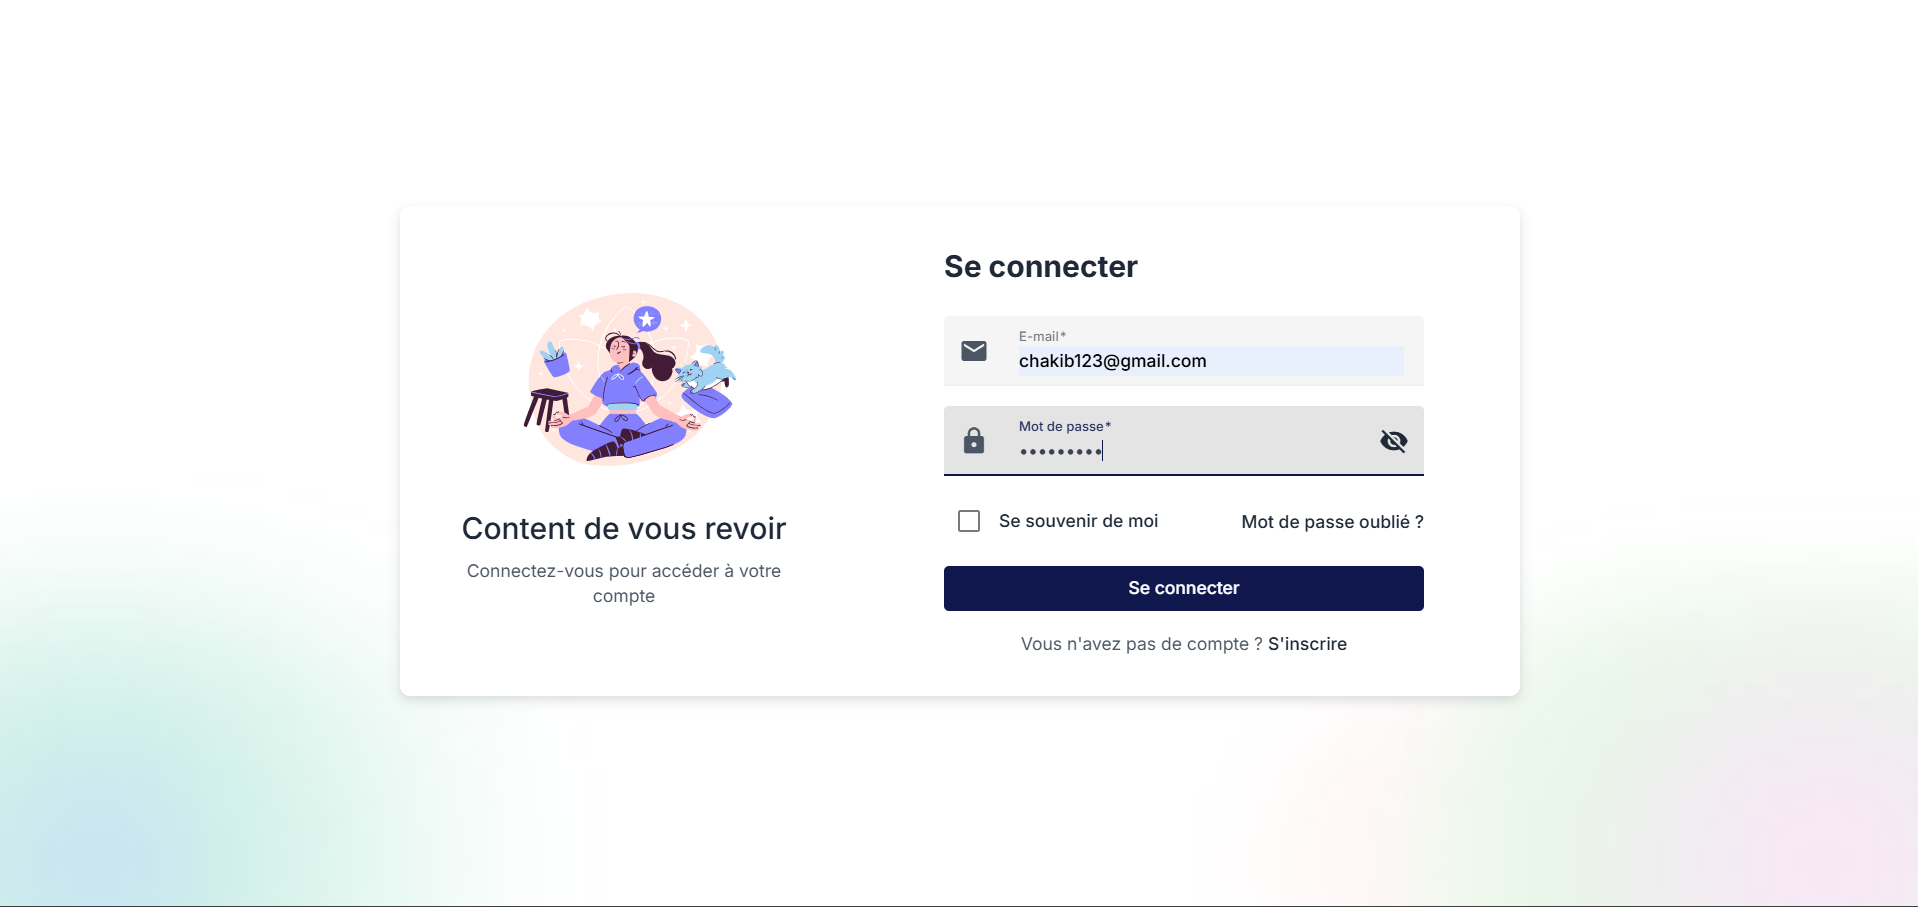 Content de vous revoir
Connectez-vous pour accéder à votre
compte
Se connecter
E-mail*
chakib123@gmail.com
Mot de passe*
•••••••••
Se souvenir de moi
Mot de passe oublié ?
Se connecter
Vous n'avez pas de compte ? S'inscrire